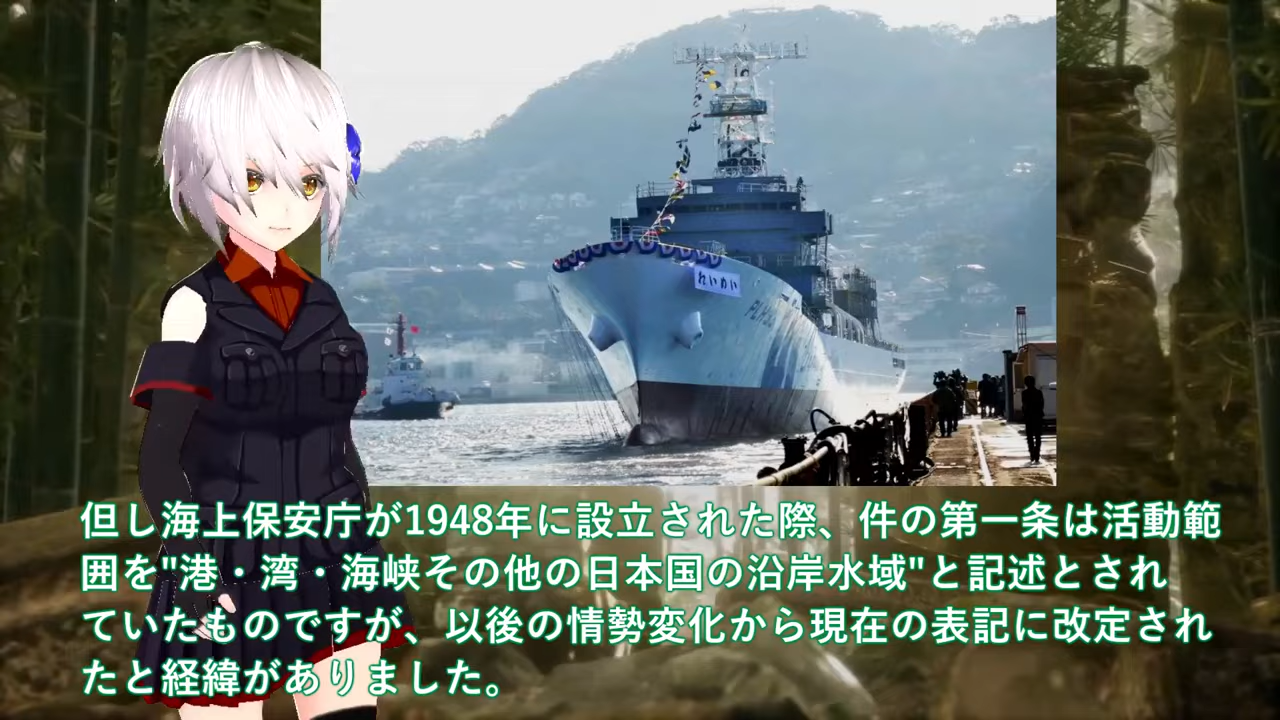 れいめい
但し海上保安庁が1948年に設立された際、件の第一条は活動範
囲を"港・湾・海峡その他の日本国の沿岸水域"と記述とされ
ていたものですが、以後の情勢変化から現在の表記に改定され
たと経緯がありました。